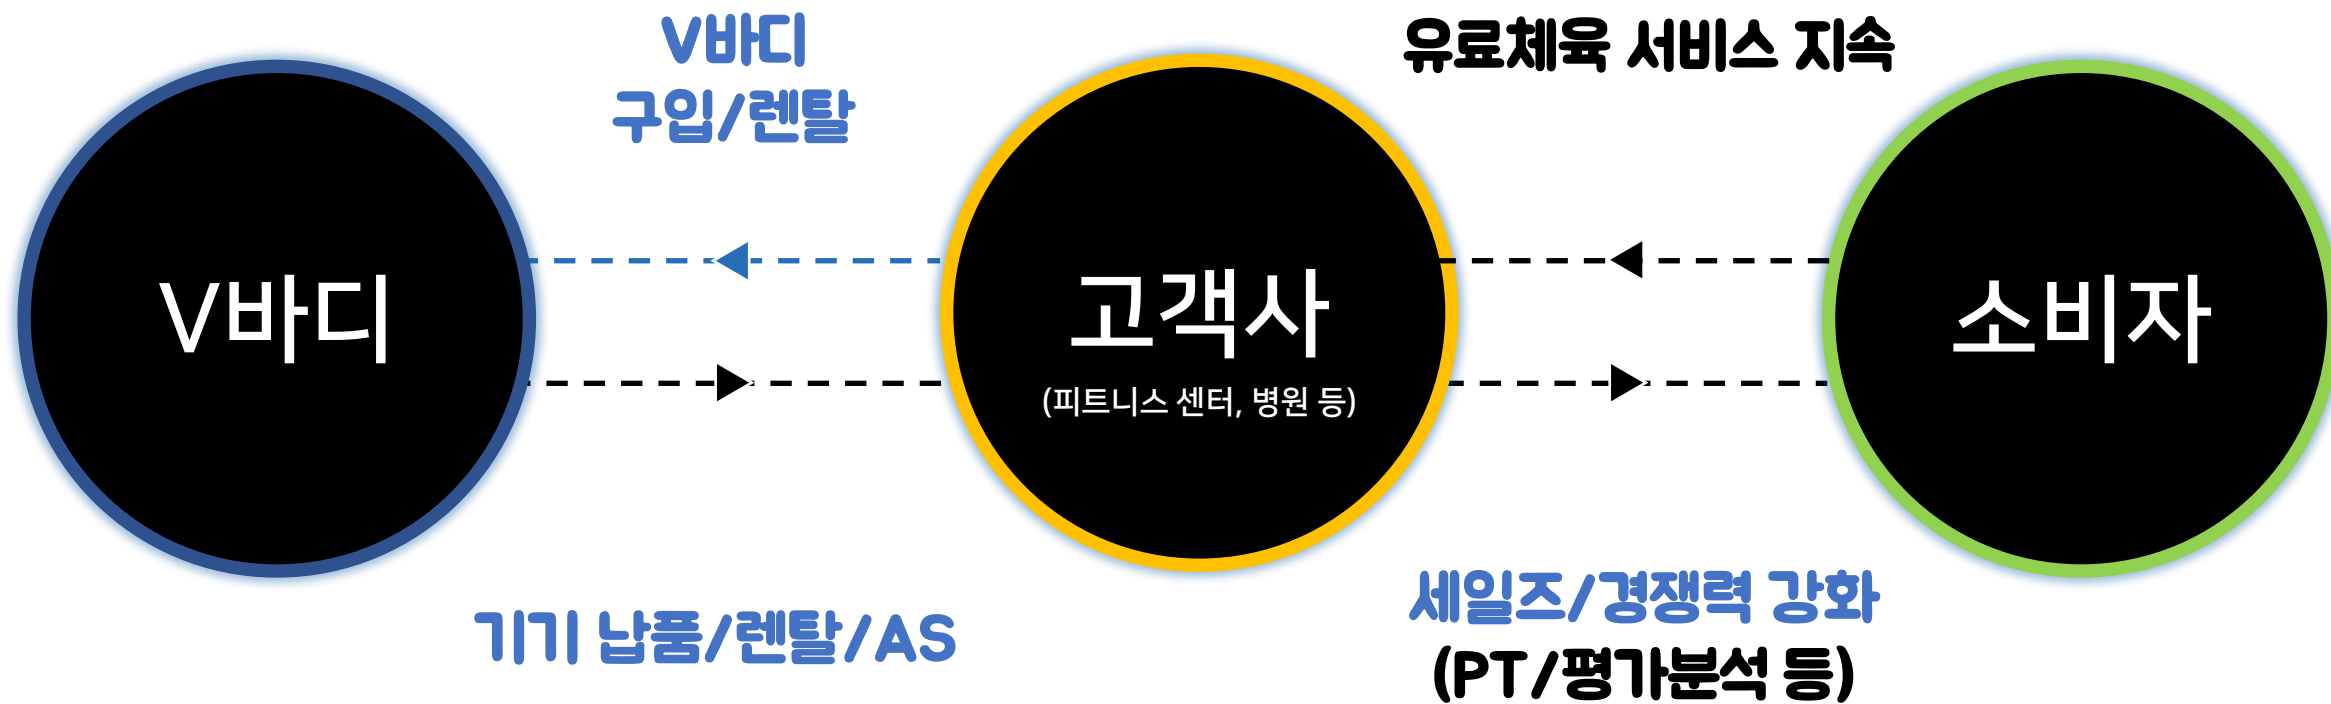 V바디
구입/렌탈
유료체육 서비스 지속
V바디
고객사
(피트니스 센터, 병원 등)
소비자
기기 납품/렌탈/AS
세일즈/경쟁력 강화
(PT/평가분석 등)